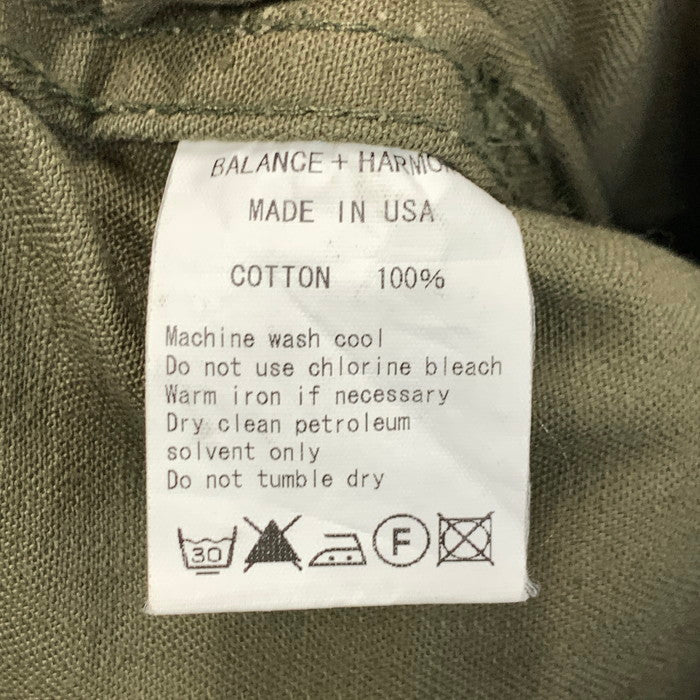 BALANCE + HARMO
MADE IN USA
COTTON 100%
Machine wash cool
Do not use chlorine bleach
Warm iron if necessary
Dry clean petroleum
solvent only
Do not tumble dry
30 F